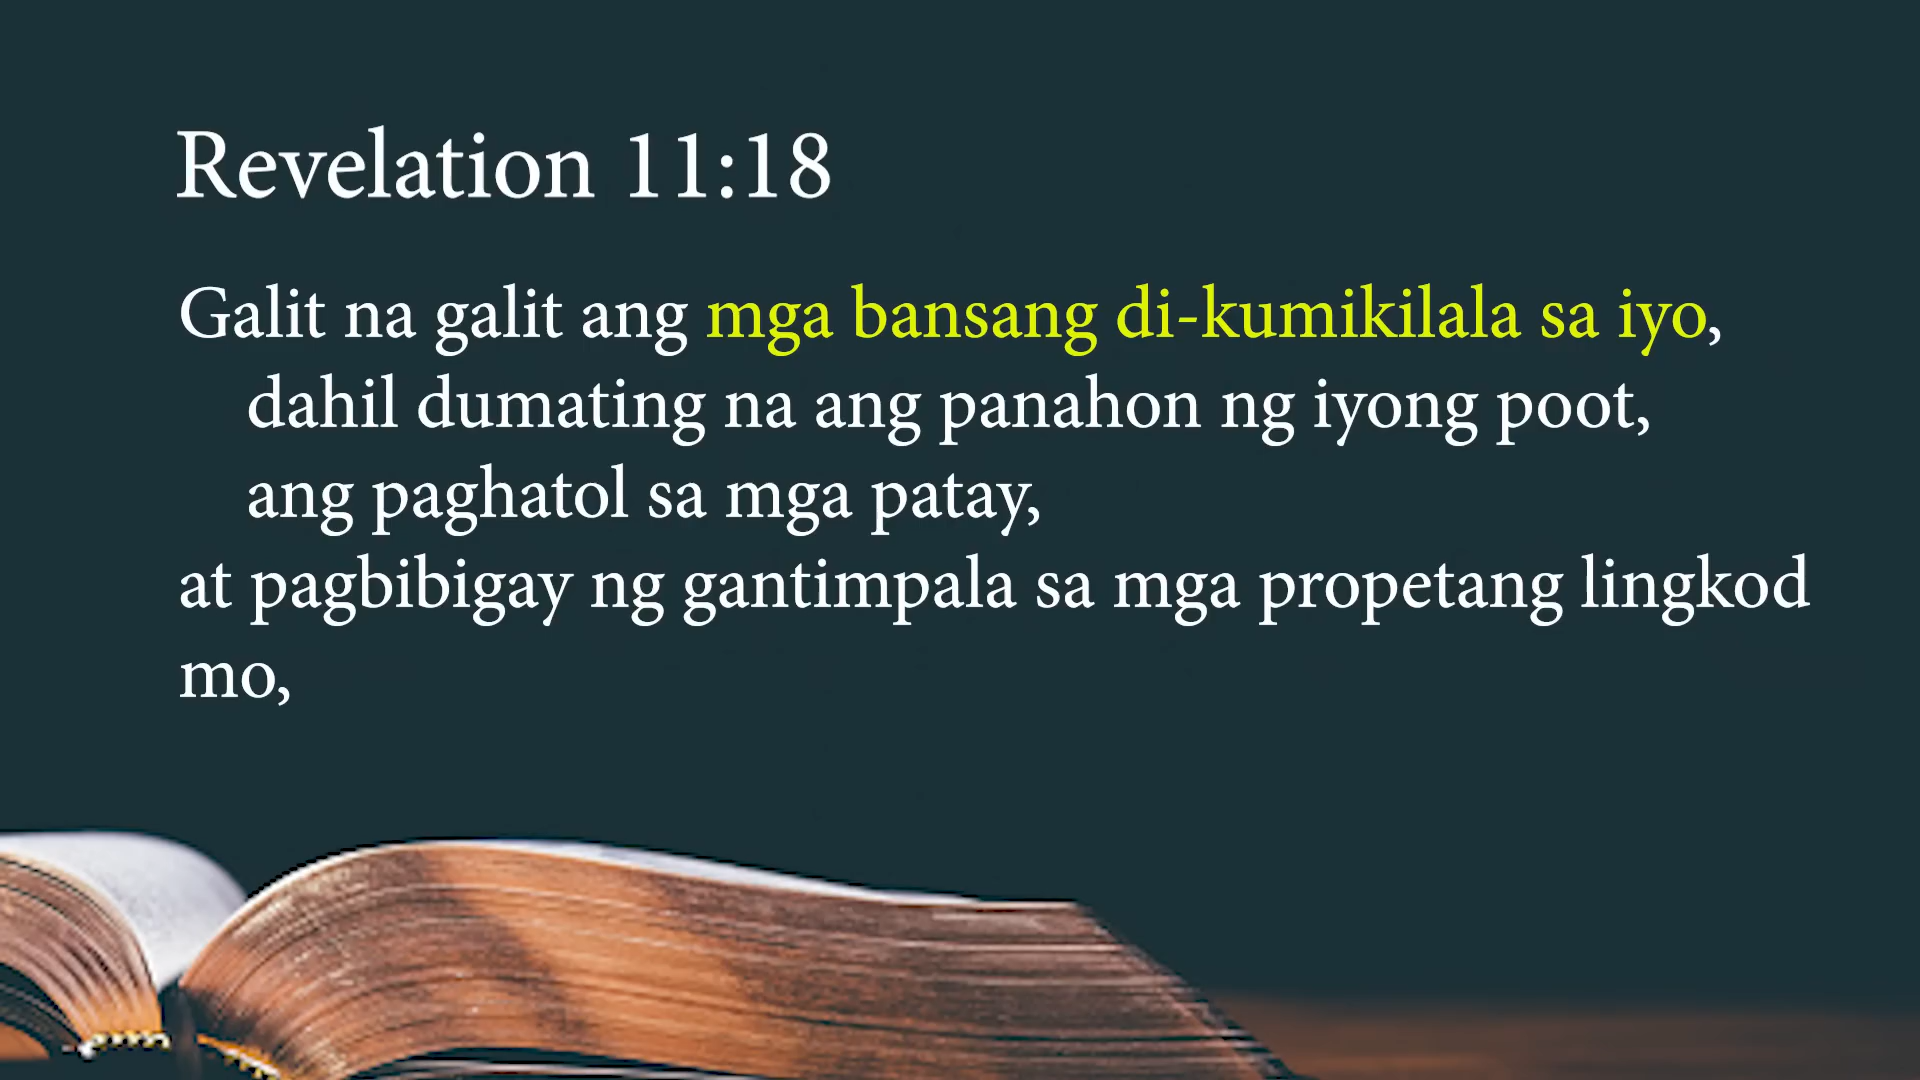 Revelation 11:18
Galit na galit ang mga bansang di-kumikilala sa iyo,
dahil dumating na ang panahon ng iyong poot,
ang paghatol sa mga patay,
at pagbibigay ng gantimpala sa mga propetang lingkod
mo,